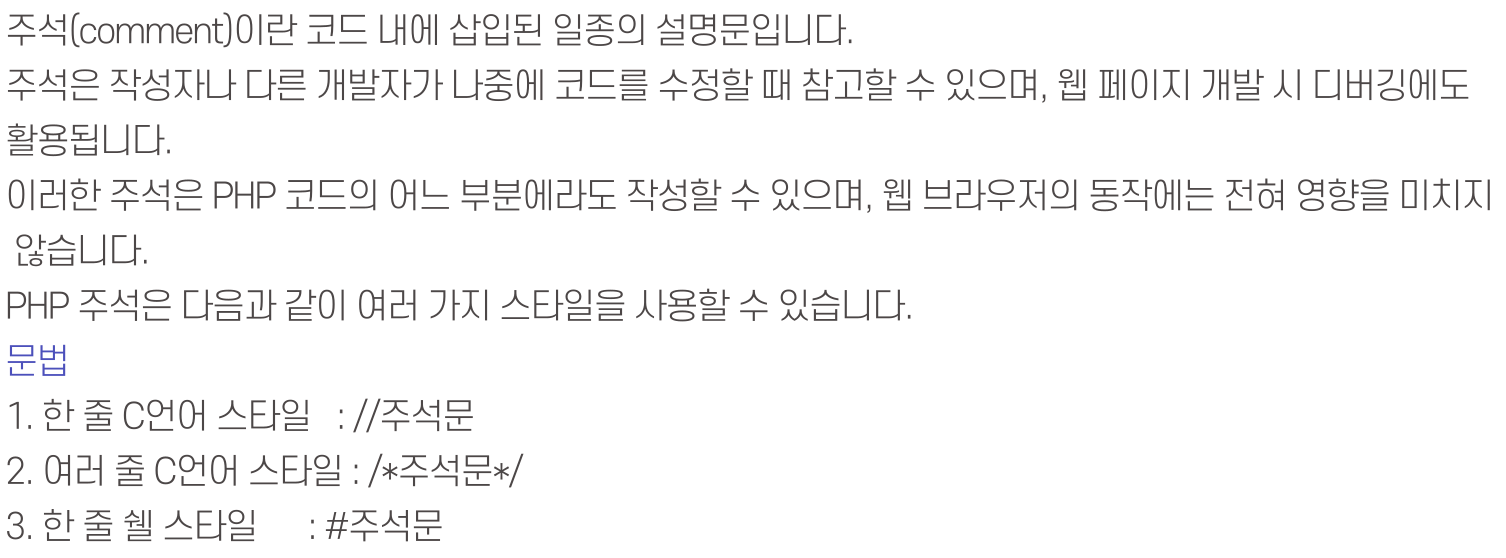 주석(comment)이란 코드 내에 삽입된 일종의 설명문입니다.
주석은 작성자나 다른 개발자가 나중에 코드를 수정할 때 참고할 수 있으며, 웹 페이지 개발 시 디버깅에도
활용됩니다.
이러한 주석은 PHP 코드의 어느 부분에라도 작성할 수 있으며, 웹 브라우저의 동작에는 전혀 영향을 미치지
않습니다.
PHP 주석은 다음과 같이 여러 가지 스타일을 사용할 수 있습니다.
문법
1. 한 줄 C언어 스타일 : //주석문
2. 여러 줄 C언어 스타일 : /*주석문*/
3. 한 줄 쉘 스타일 : #주석문